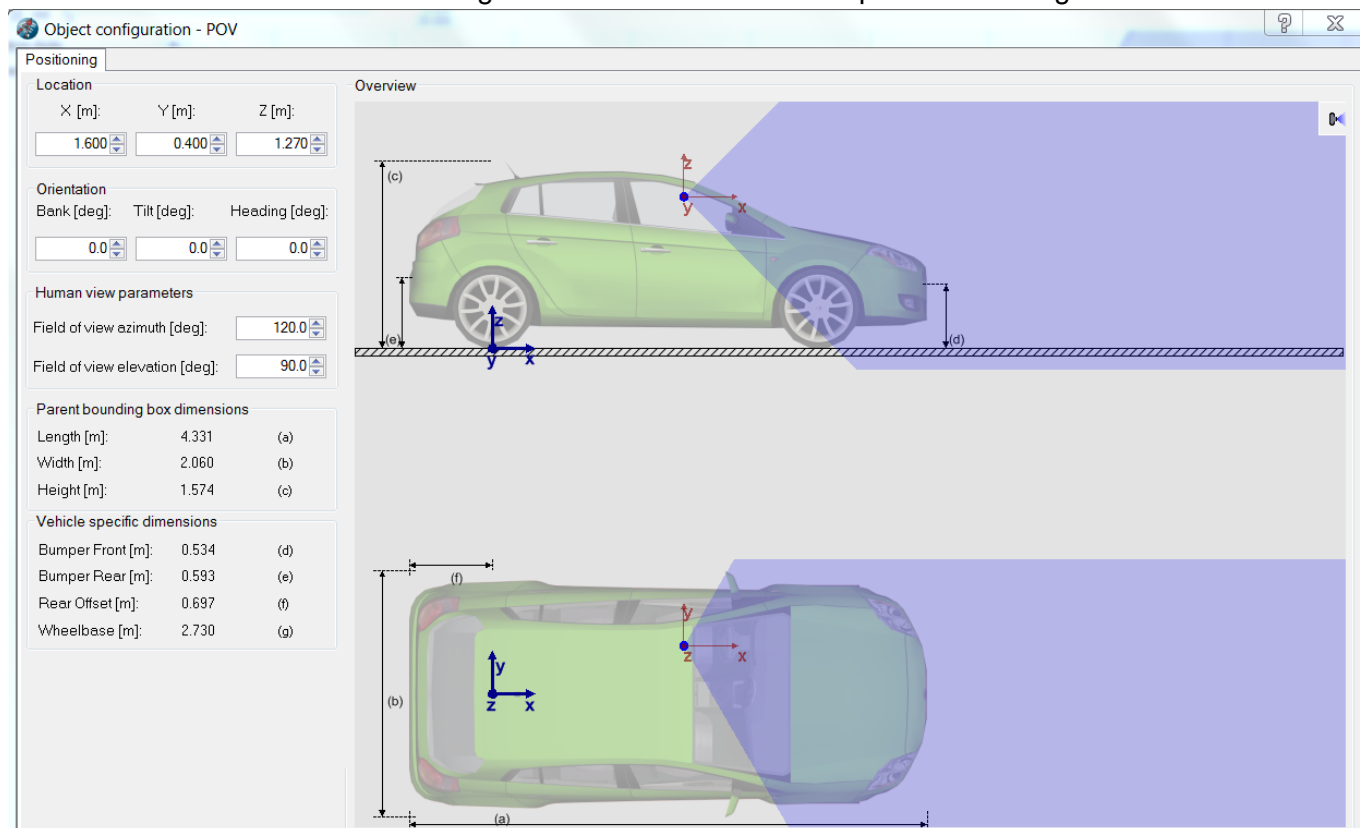 Object configuration - POV
Positioning
Location
X [m]: Y [m]: Z [m]:
1.600 0.400 1.270
Orientation
Bank [deg]: Tilt [deg]: Heading [deg]:
0.0 0.0 0.0
Human view parameters
Field of view azimuth [deg]: 120.0
Field of view elevation [deg]: 90.0
Parent bounding box dimensions
Length [m]: 4.331 (a)
Width [m]: 2.060 (b)
Height [m]: 1.574 (c)
Vehicle specific dimensions
Bumper Front [m]: 0.534 (d)
Bumper Rear [m]: 0.593 (e)
Rear Offset [m]: 0.697 (f)
Wheelbase [m]: 2.730 (g)
Overview
(c)
z
y x
z
(e) (d)
y x
(f)
y
z x
y
(b)
z x
(a)